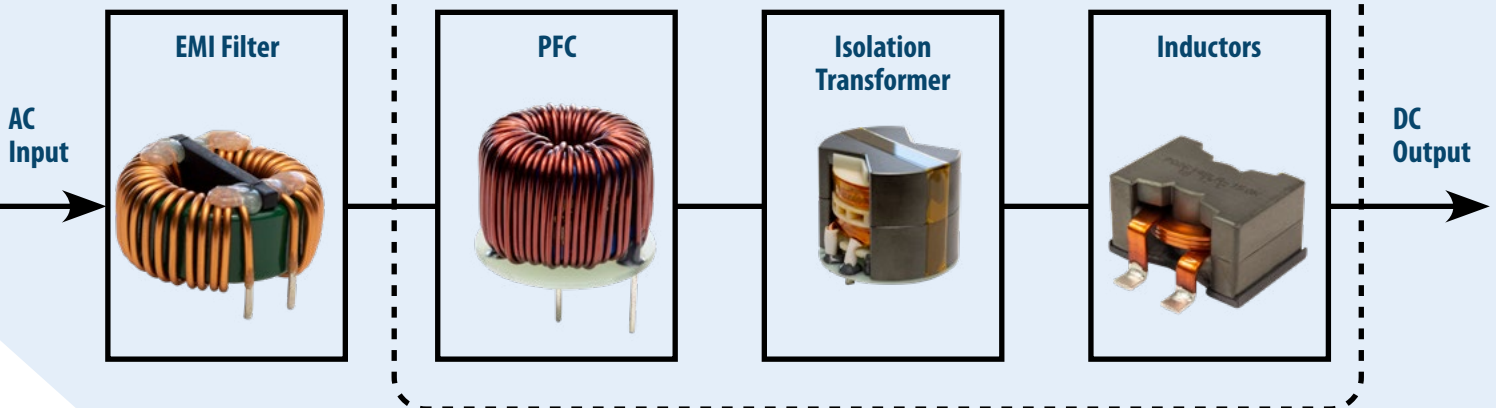 EMI Filter
PFC
Isolation
Transformer
Inductors
AC
Input
DC
Output